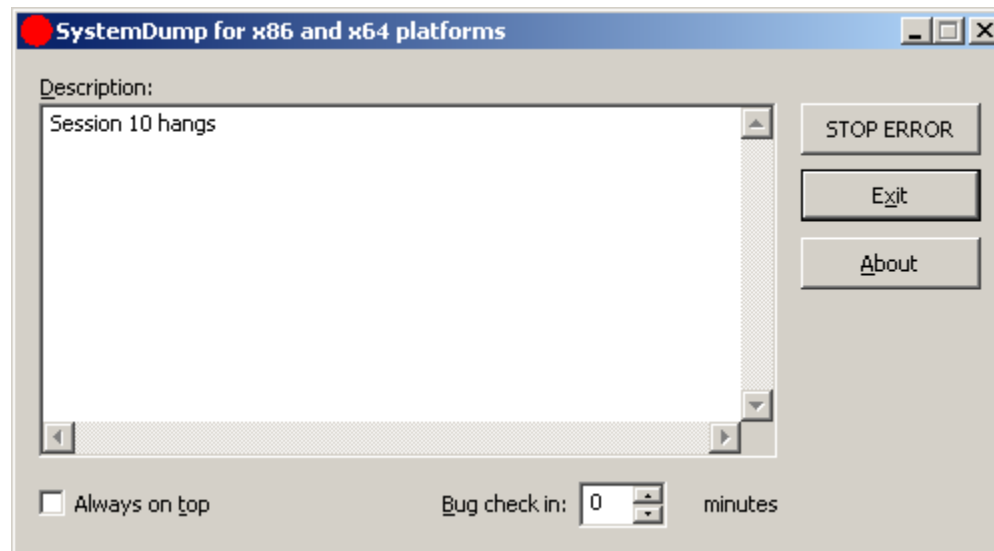 SystemDump for x86 and x64 platforms
Description:
Session 10 hangs
STOP ERROR
Exit
About
Always on top
Bug check in: 0 minutes